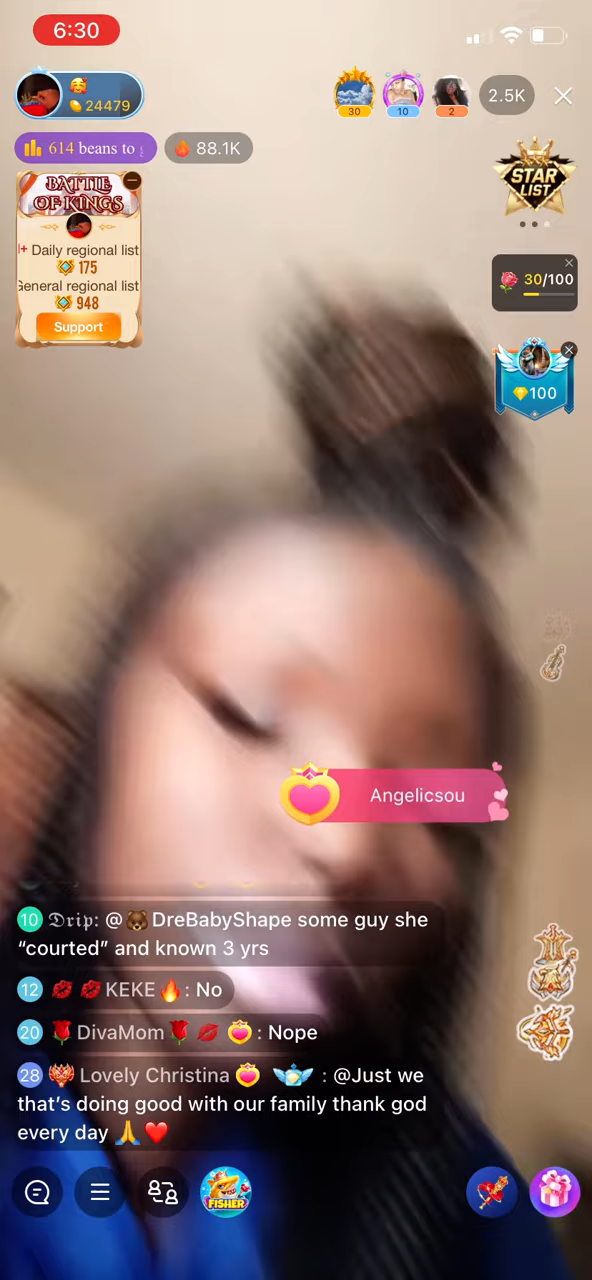 6:30
24479
30
10
2
2.5K
614 beans to
88.1K
STAR
LIST
BATTLE
OF KINGS
Daily regional list
175
General regional list
948
Support
30/100
100
Angelicsou
10 𝔇𝔯𝔦𝔭: @🐻DreBabyShape some guy she
“courted” and known 3 yrs
12 💋 💋KEKE🔥: No
20 🌹DivaMom🌹 💋 : Nope
28 Lovely Christina : @Just we
that’s doing good with our family thank god
every day 🙏❤️
FISHER